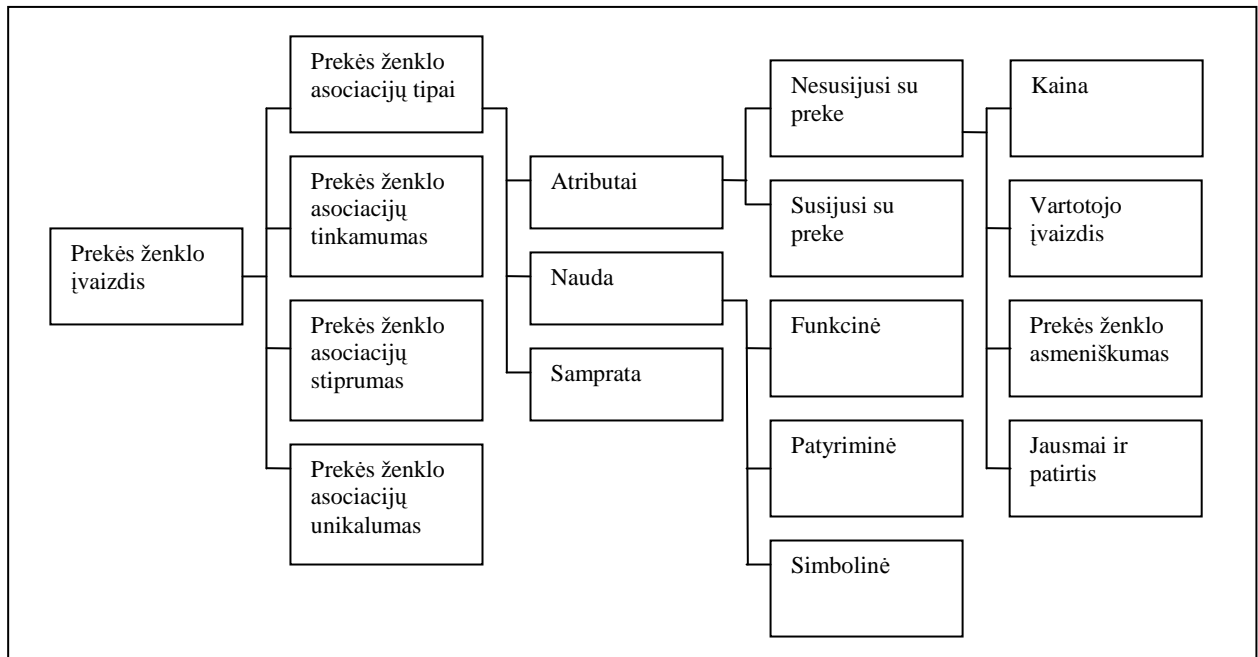 Prekės ženklo
įvaizdis
Prekės ženklo
asociacijų tipai
Prekės ženklo
asociacijų
tinkamumas
Prekės ženklo
asociacijų
stiprumas
Prekės ženklo
asociacijų
unikalumas
Atributai
Nauda
Samprata
Nesusijusi su
preke
Susijusi su
preke
Funkcinė
Patyriminė
Simbolinė
Kaina
Vartotojo
įvaizdis
Prekės ženklo
asmeniškumas
Jausmai ir
patirtis